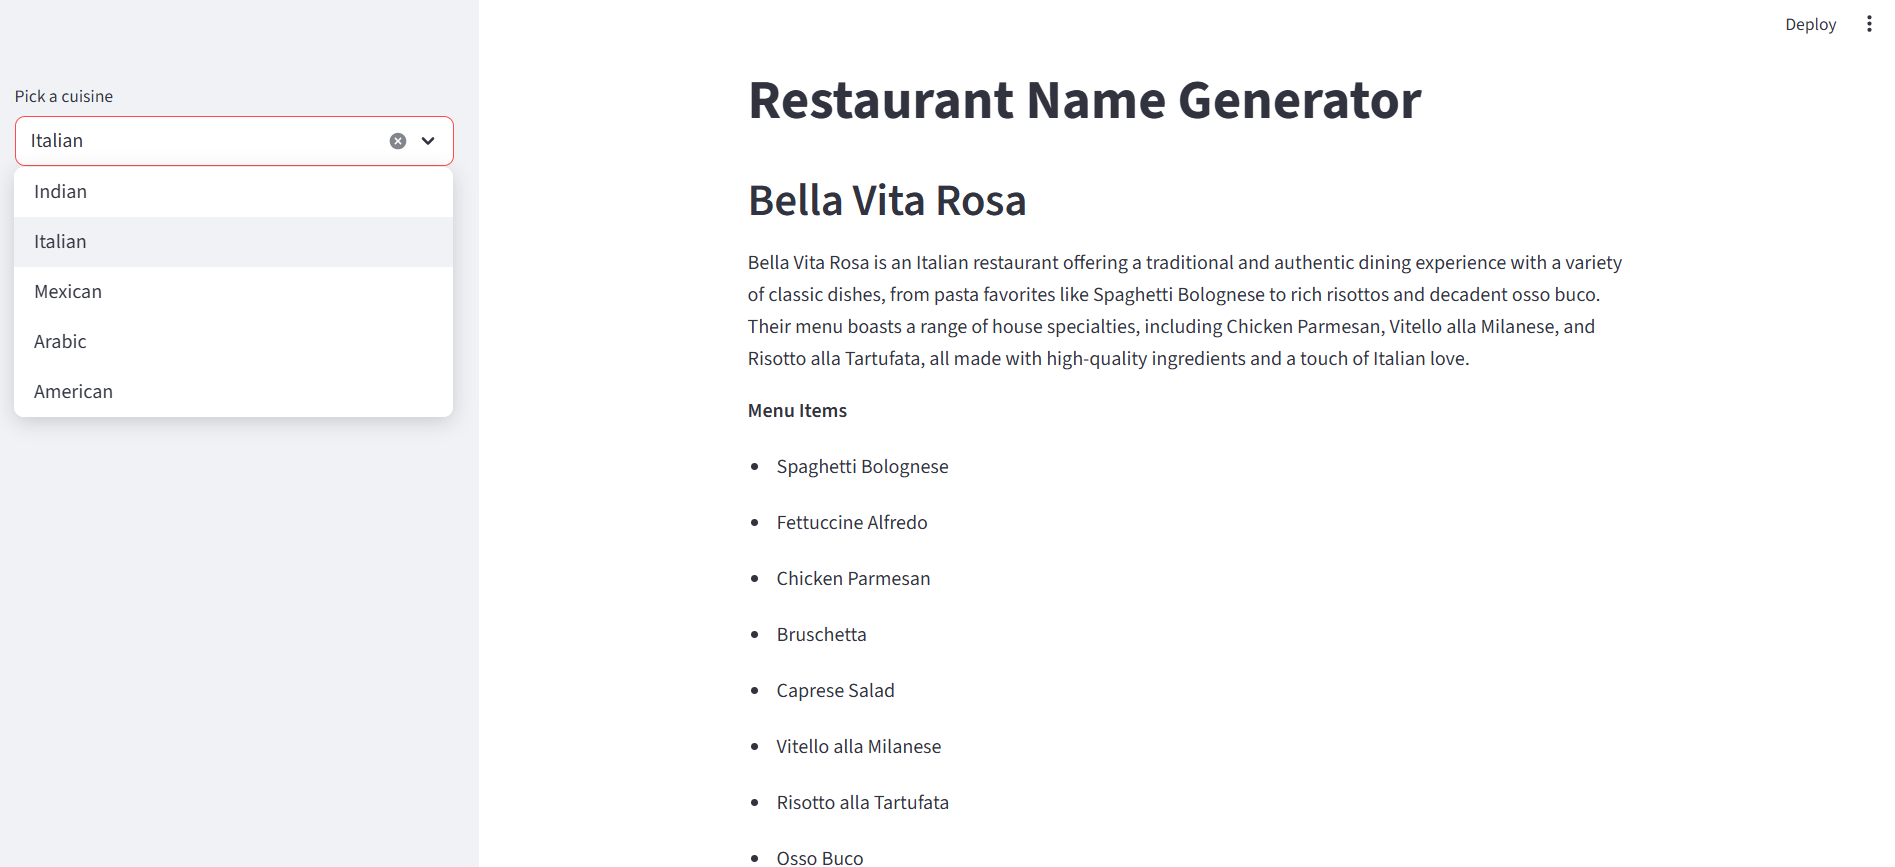 Deploy
Pick a cuisine
Italian
Indian
Italian
Mexican
Arabic
American
Restaurant Name Generator
Bella Vita Rosa
Bella Vita Rosa is an Italian restaurant offering a traditional and authentic dining experience with a variety
of classic dishes, from pasta favorites like Spaghetti Bolognese to rich risottos and decadent osso buco.
Their menu boasts a range of house specialties, including Chicken Parmesan, Vitello alla Milanese, and
Risotto alla Tartufata, all made with high-quality ingredients and a touch of Italian love.
Menu Items
Spaghetti Bolognese
Fettuccine Alfredo
Chicken Parmesan
Bruschetta
Caprese Salad
Vitello alla Milanese
Risotto alla Tartufata
Osso Buco